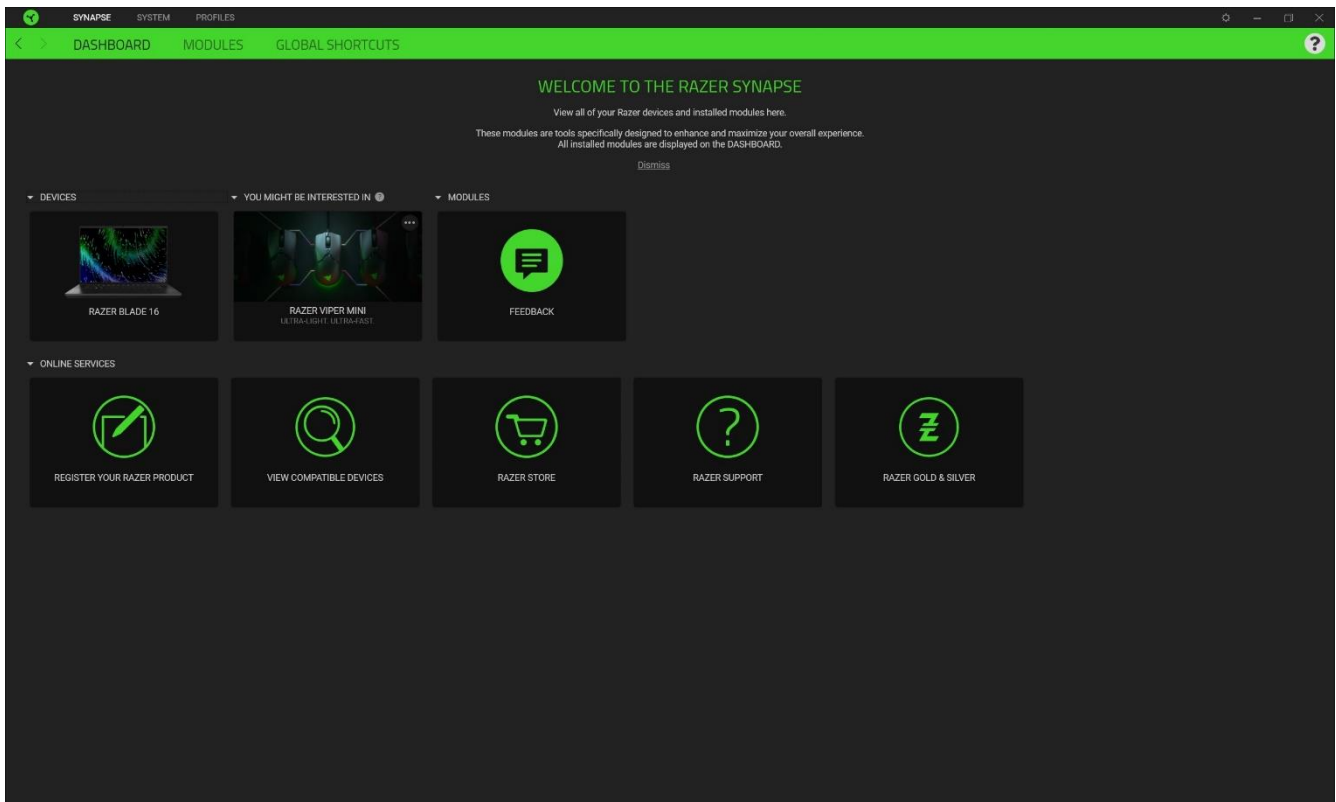 SYNAPSE SYSTEM PROFILES
DASHBOARD MODULES GLOBAL SHORTCUTS ?
WELCOME TO THE RAZER SYNAPSE
View all of your Razer devices and installed modules here.
These modules are tools specifically designed to enhance and maximize your overall experience.
All installed modules are displayed on the DASHBOARD.
Dismiss
DEVICES
YOU MIGHT BE INTERESTED IN ?
MODULES
RAZER BLADE 16
RAZER VIPER MINI
ULTRA-LIGHT. ULTRA-FAST.
FEEDBACK
ONLINE SERVICES
REGISTER YOUR RAZER PRODUCT
VIEW COMPATIBLE DEVICES
RAZER STORE
RAZER SUPPORT
RAZER GOLD & SILVER